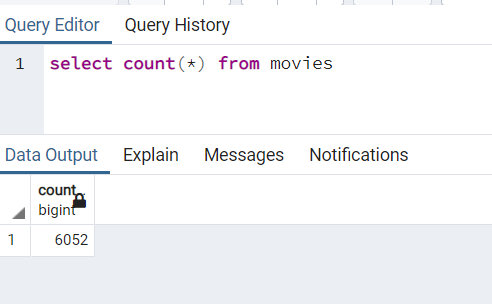 Query Editor Query History
1 select count(*) from movies
Data Output Explain Messages Notifications
count
bigint
1 6052